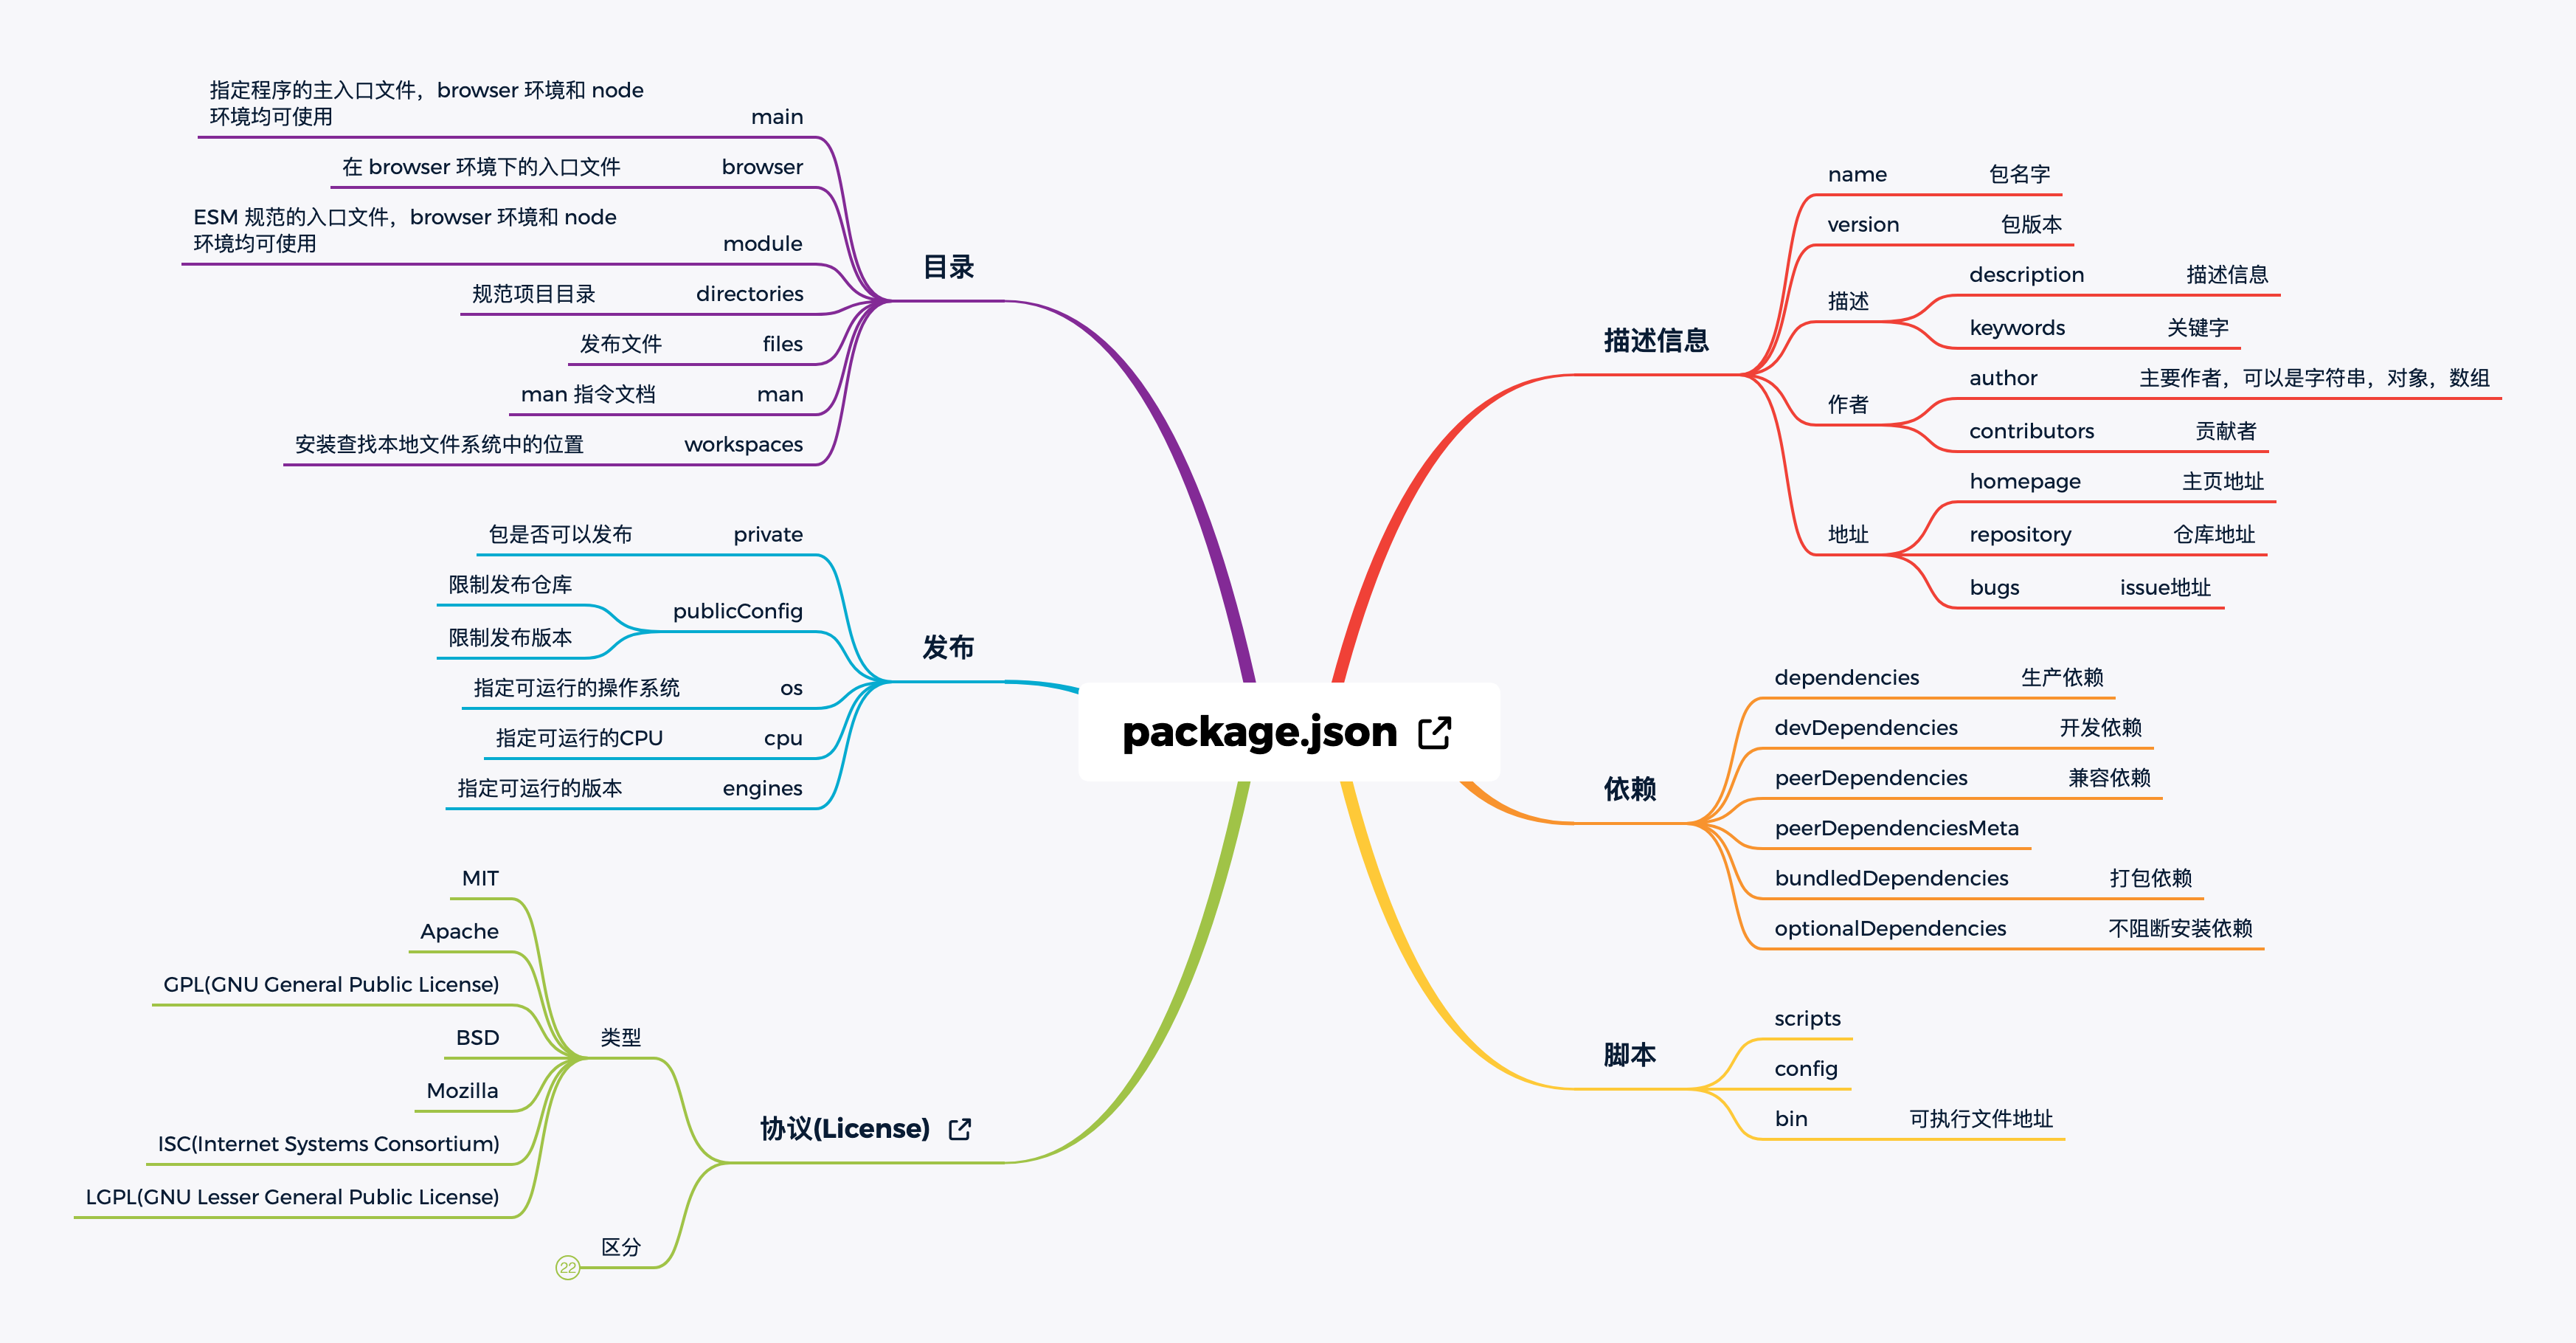 package.json
目录
指定程序的主入口文件，browser 环境和 node
环境均可使用
main
在 browser 环境下的入口文件
browser
ESM 规范的入口文件，browser 环境和 node
环境均可使用
module
规范项目目录
directories
发布文件
files
man 指令文档
man
安装查找本地文件系统中的位置
workspaces
发布
包是否可以发布
private
限制发布仓库
限制发布版本
publicConfig
指定可运行的操作系统
os
指定可运行的CPU
cpu
指定可运行的版本
engines
协议(License)
类型
MIT
Apache
GPL(GNU General Public License)
BSD
Mozilla
ISC(Internet Systems Consortium)
LGPL(GNU Lesser General Public License)
区分
22
描述信息
name
包名字
version
包版本
描述
description
描述信息
keywords
关键字
作者
author
主要作者，可以是字符串，对象，数组
contributors
贡献者
地址
homepage
主页地址
repository
仓库地址
bugs
issue地址
依赖
dependencies
生产依赖
devDependencies
开发依赖
peerDependencies
兼容依赖
peerDependenciesMeta
bundledDependencies
打包依赖
optionalDependencies
不阻断安装依赖
脚本
scripts
config
bin
可执行文件地址